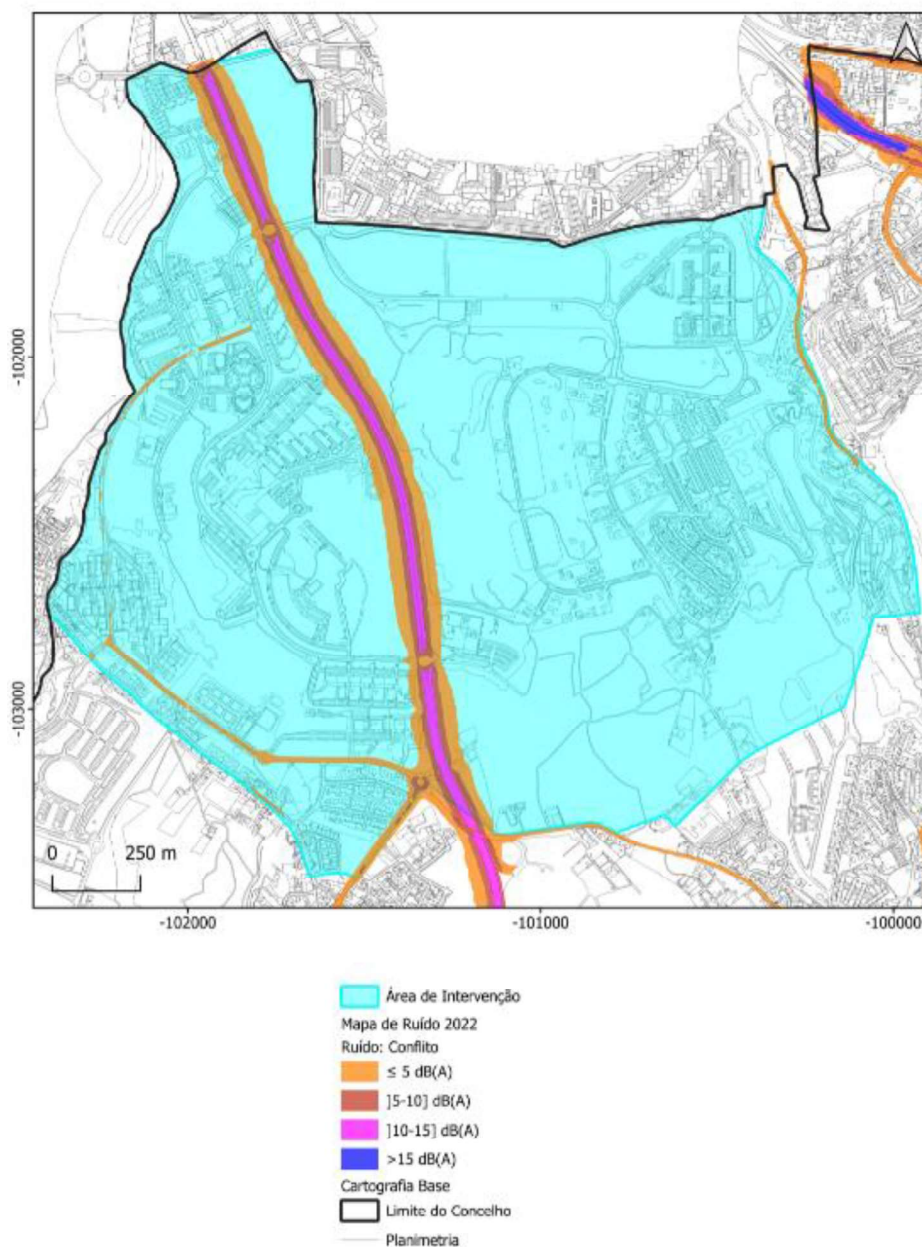 -102000
-103000
0 250 m
-102000 -101000 -100000
Área de Intervenção
Mapa de Ruído 2022
Ruído: Conflito
≤ 5 dB(A)
]5-10] dB(A)
]10-15] dB(A)
>15 dB(A)
Cartografia Base
Limite do Concelho
Planimetria